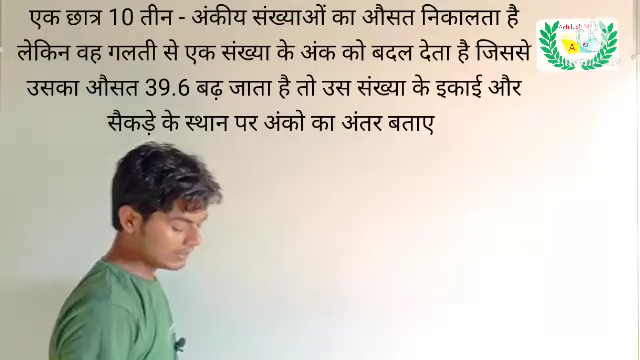 एक छात्र 10 तीन - अंकीय संख्याओं का औसत निकालता है
लेकिन वह गलती से एक संख्या के अंक को बदल देता है जिससे
उसका औसत 39.6 बढ़ जाता है तो उस संख्या के इकाई और
सैकड़े के स्थान पर अंको का अंतर बताए